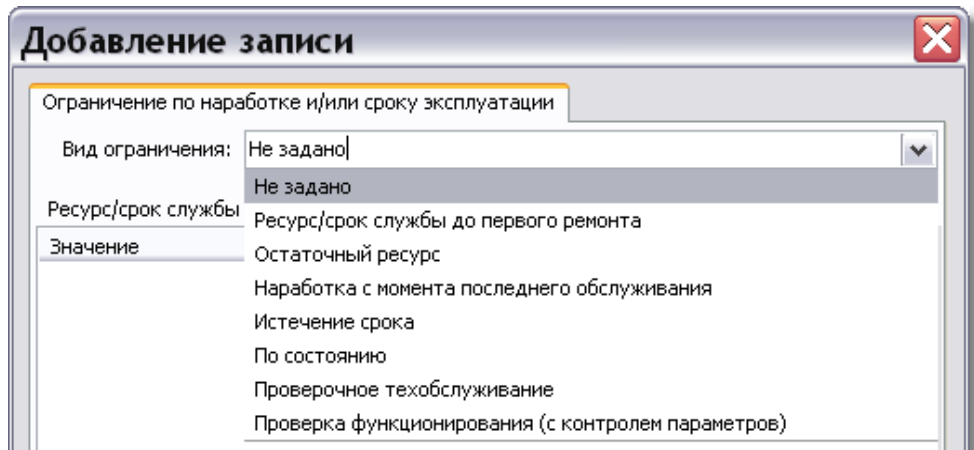 Добавление записи
Ограничение по наработке и/или сроку эксплуатации
Вид ограничения: Не задано
Не задано
Ресурс/срок службы
Ресурс/срок службы до первого ремонта
Значение
Остаточный ресурс
Наработка с момента последнего обслуживания
Истечение срока
По состоянию
Проверочное техобслуживание
Проверка функционирования (с контролем параметров)